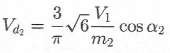 V_{d_2} = \frac{3}{\pi} \sqrt{6} \frac{V_1}{m_2} \cos \alpha_2